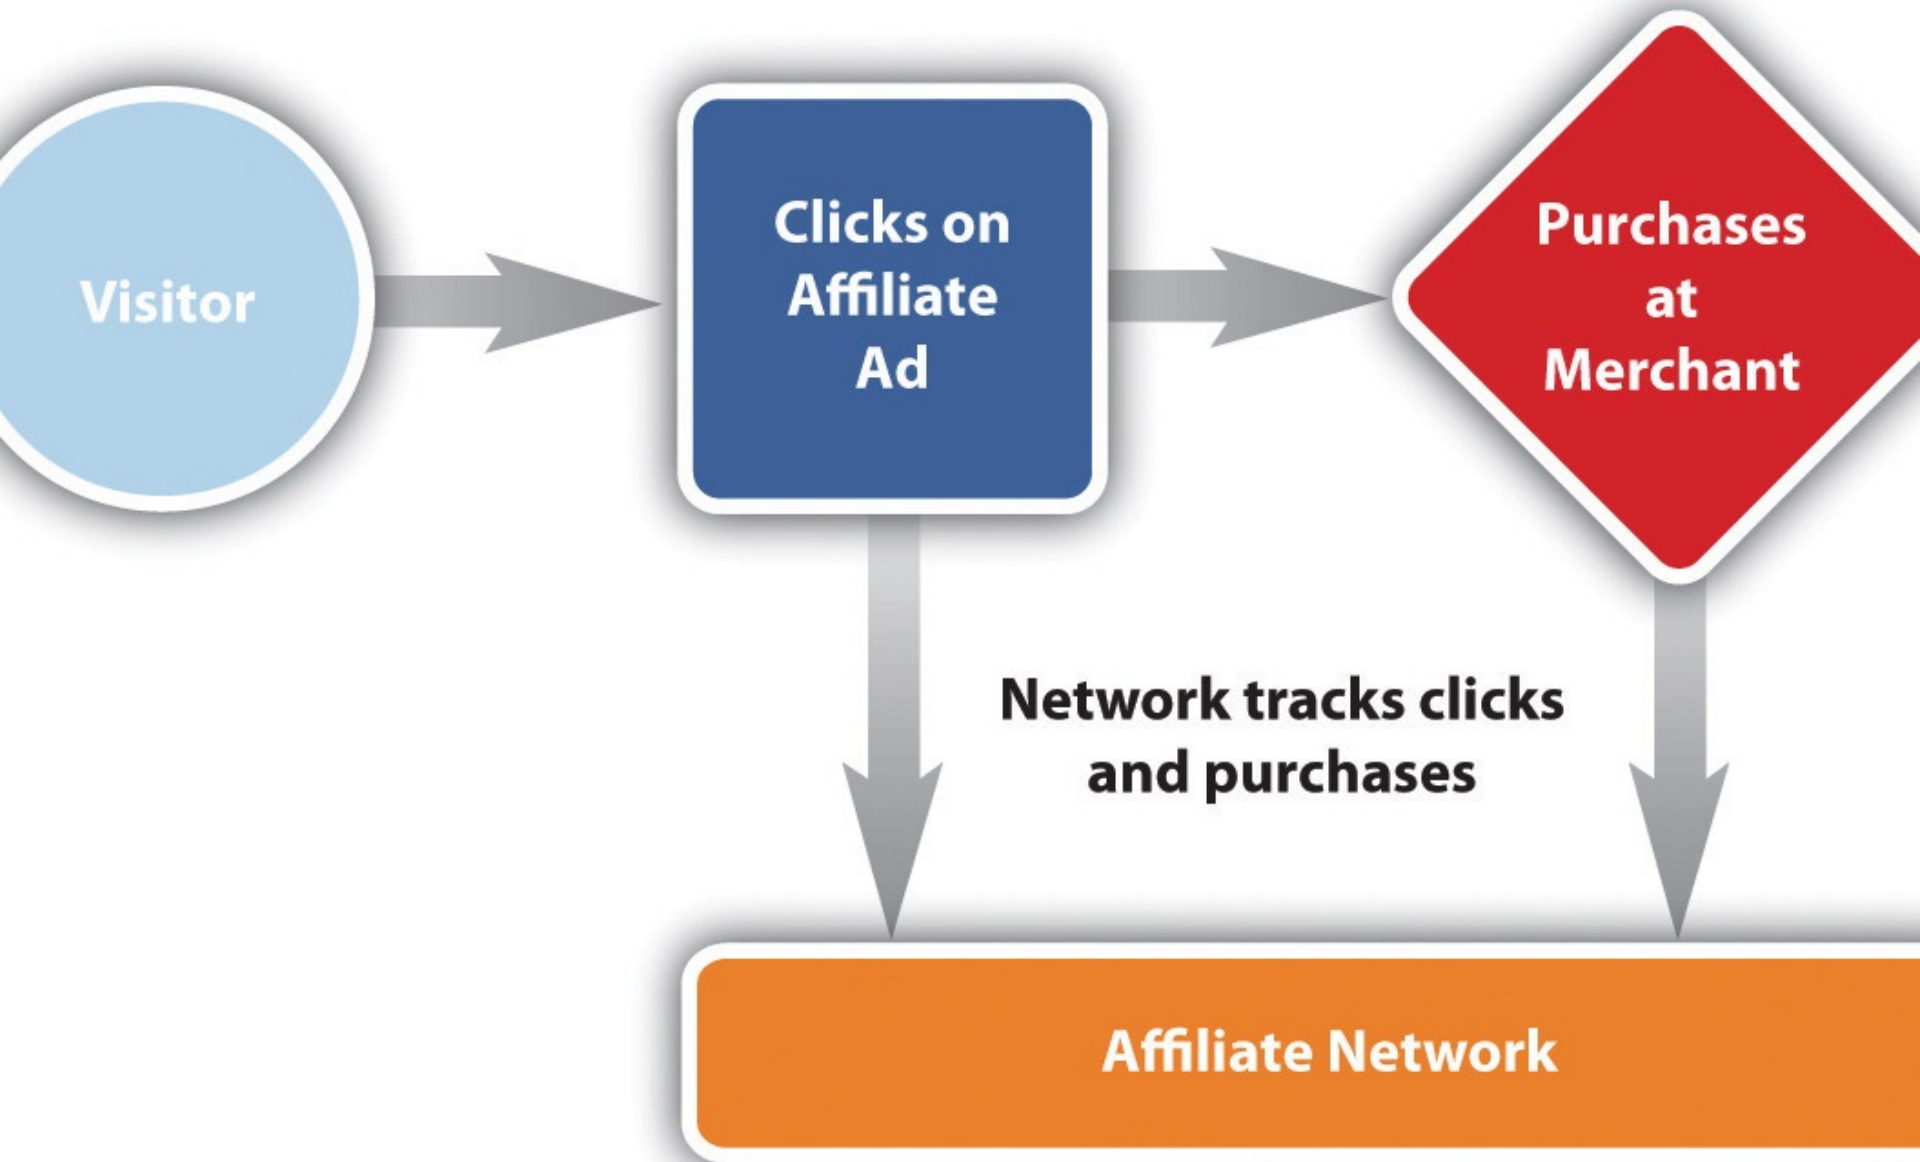 Visitor
Clicks on
Affiliate
Ad
Purchases
at
Merchant
Network tracks clicks
and purchases
Affiliate Network